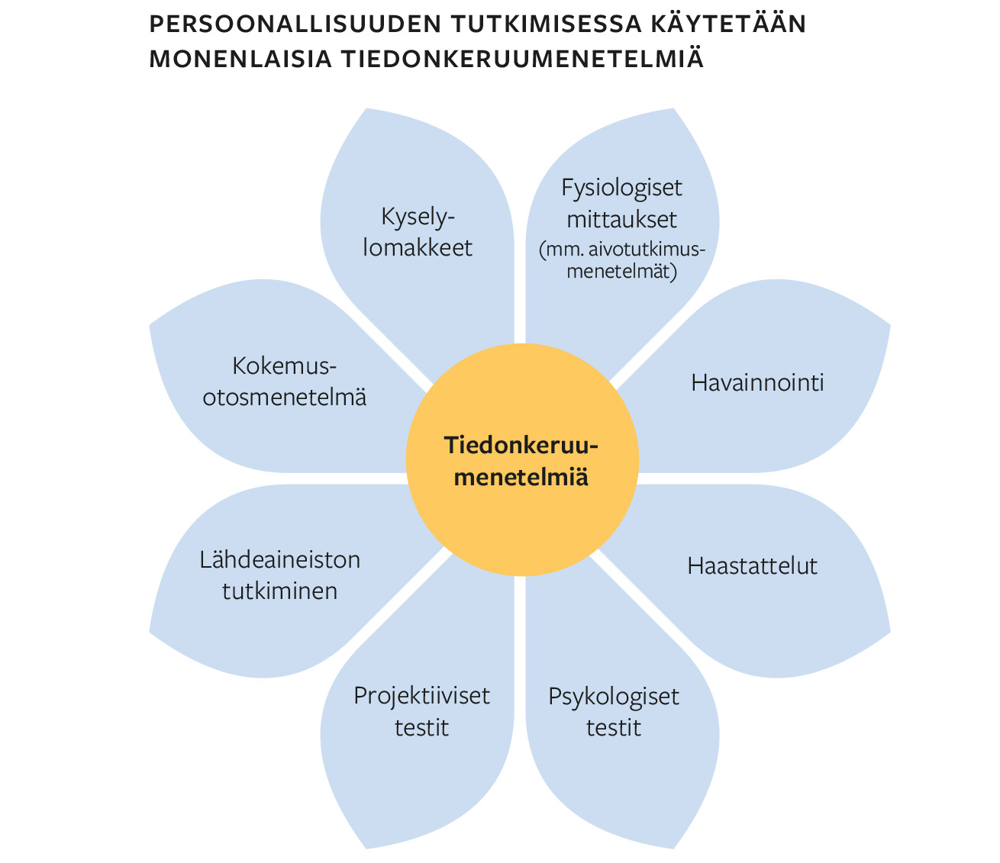 PERSOONALLISUUDEN TUTKIMISESSA KÄYTETÄÄN
MONENLAISIA TIEDONKERUUMENETELMIÄ
Kysely-
lomakkeet
Fysiologiset
mittaukset
(mm. aivotutkimus-
menetelmät)
Kokemus-
otosmenetelmä
Havainnointi
Tiedonkeruu-
menetelmiä
Lähdeaineiston
tutkiminen
Haastattelut
Projektiiviset
testit
Psykologiset
testit